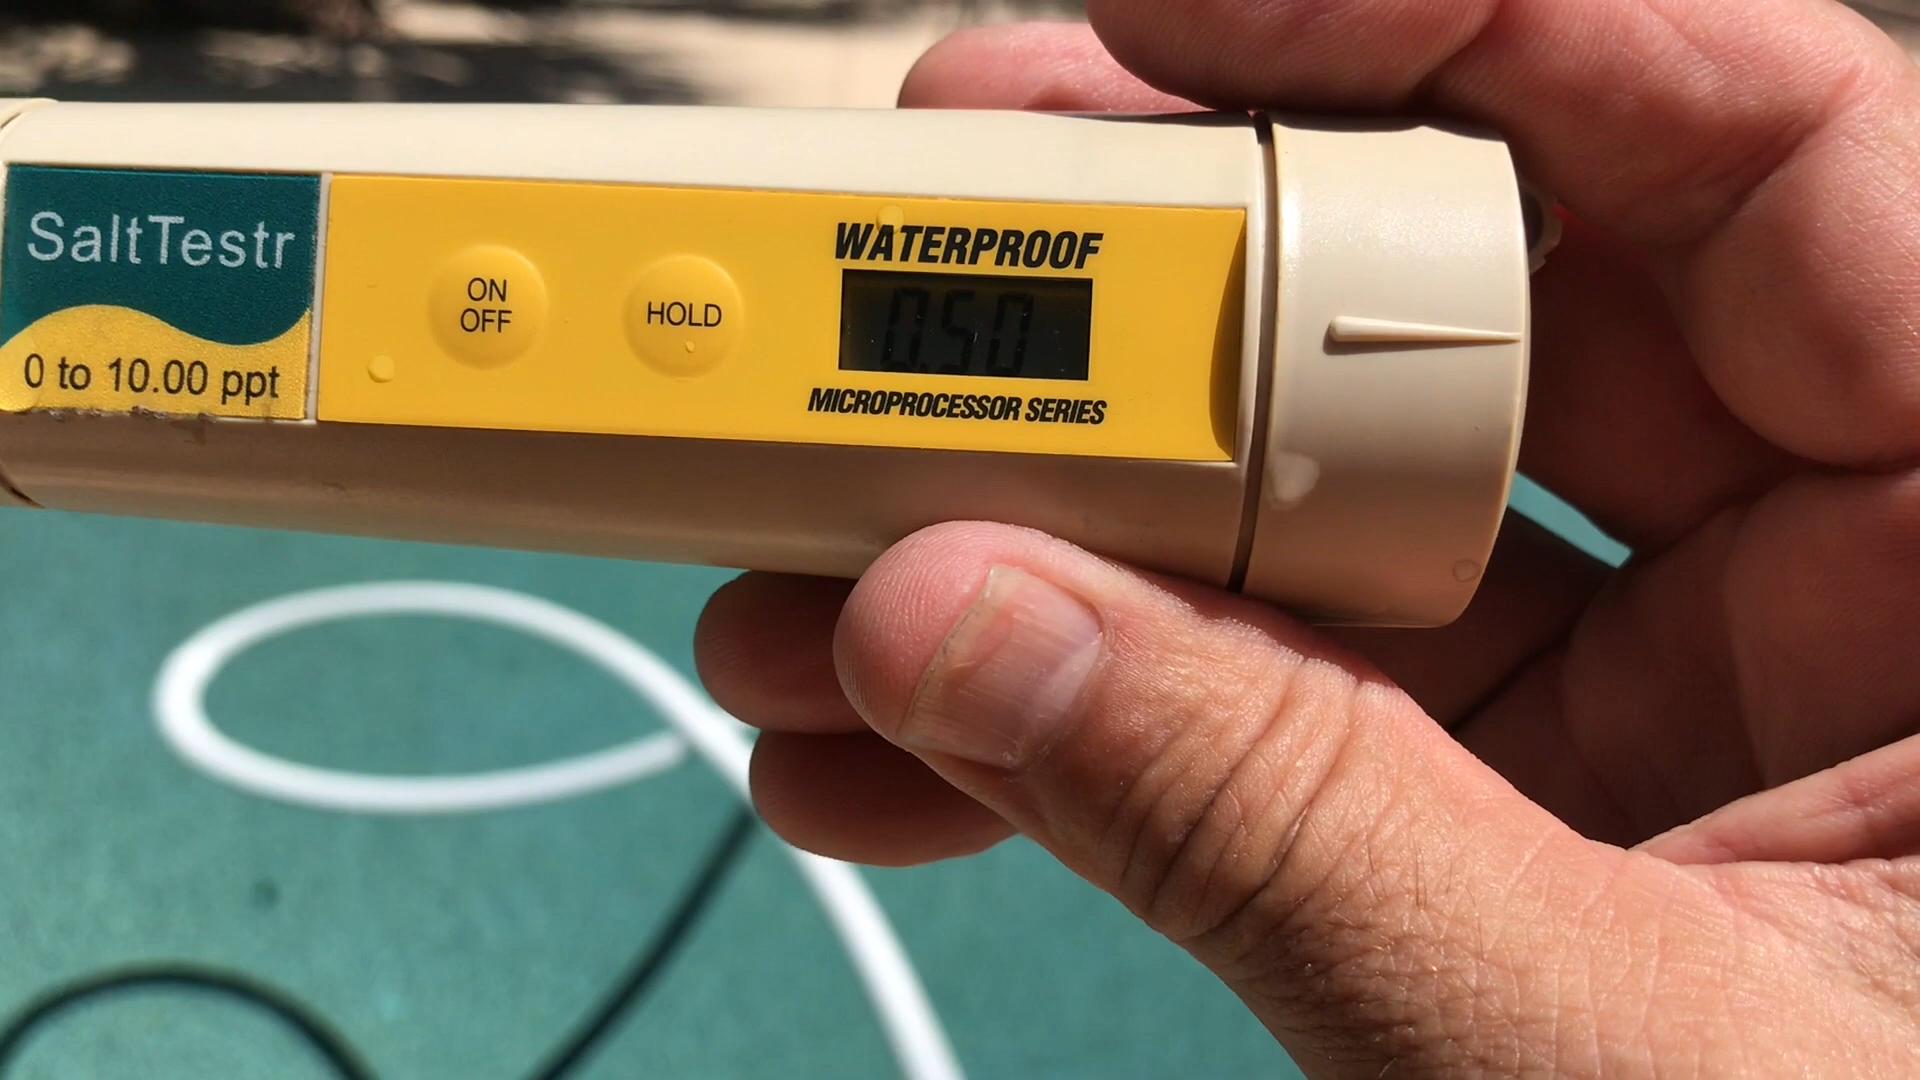 SaltTestr
0 to 10.00 ppt
ON
OFF
HOLD
WATERPROOF
0.50
MICROPROCESSOR SERIES